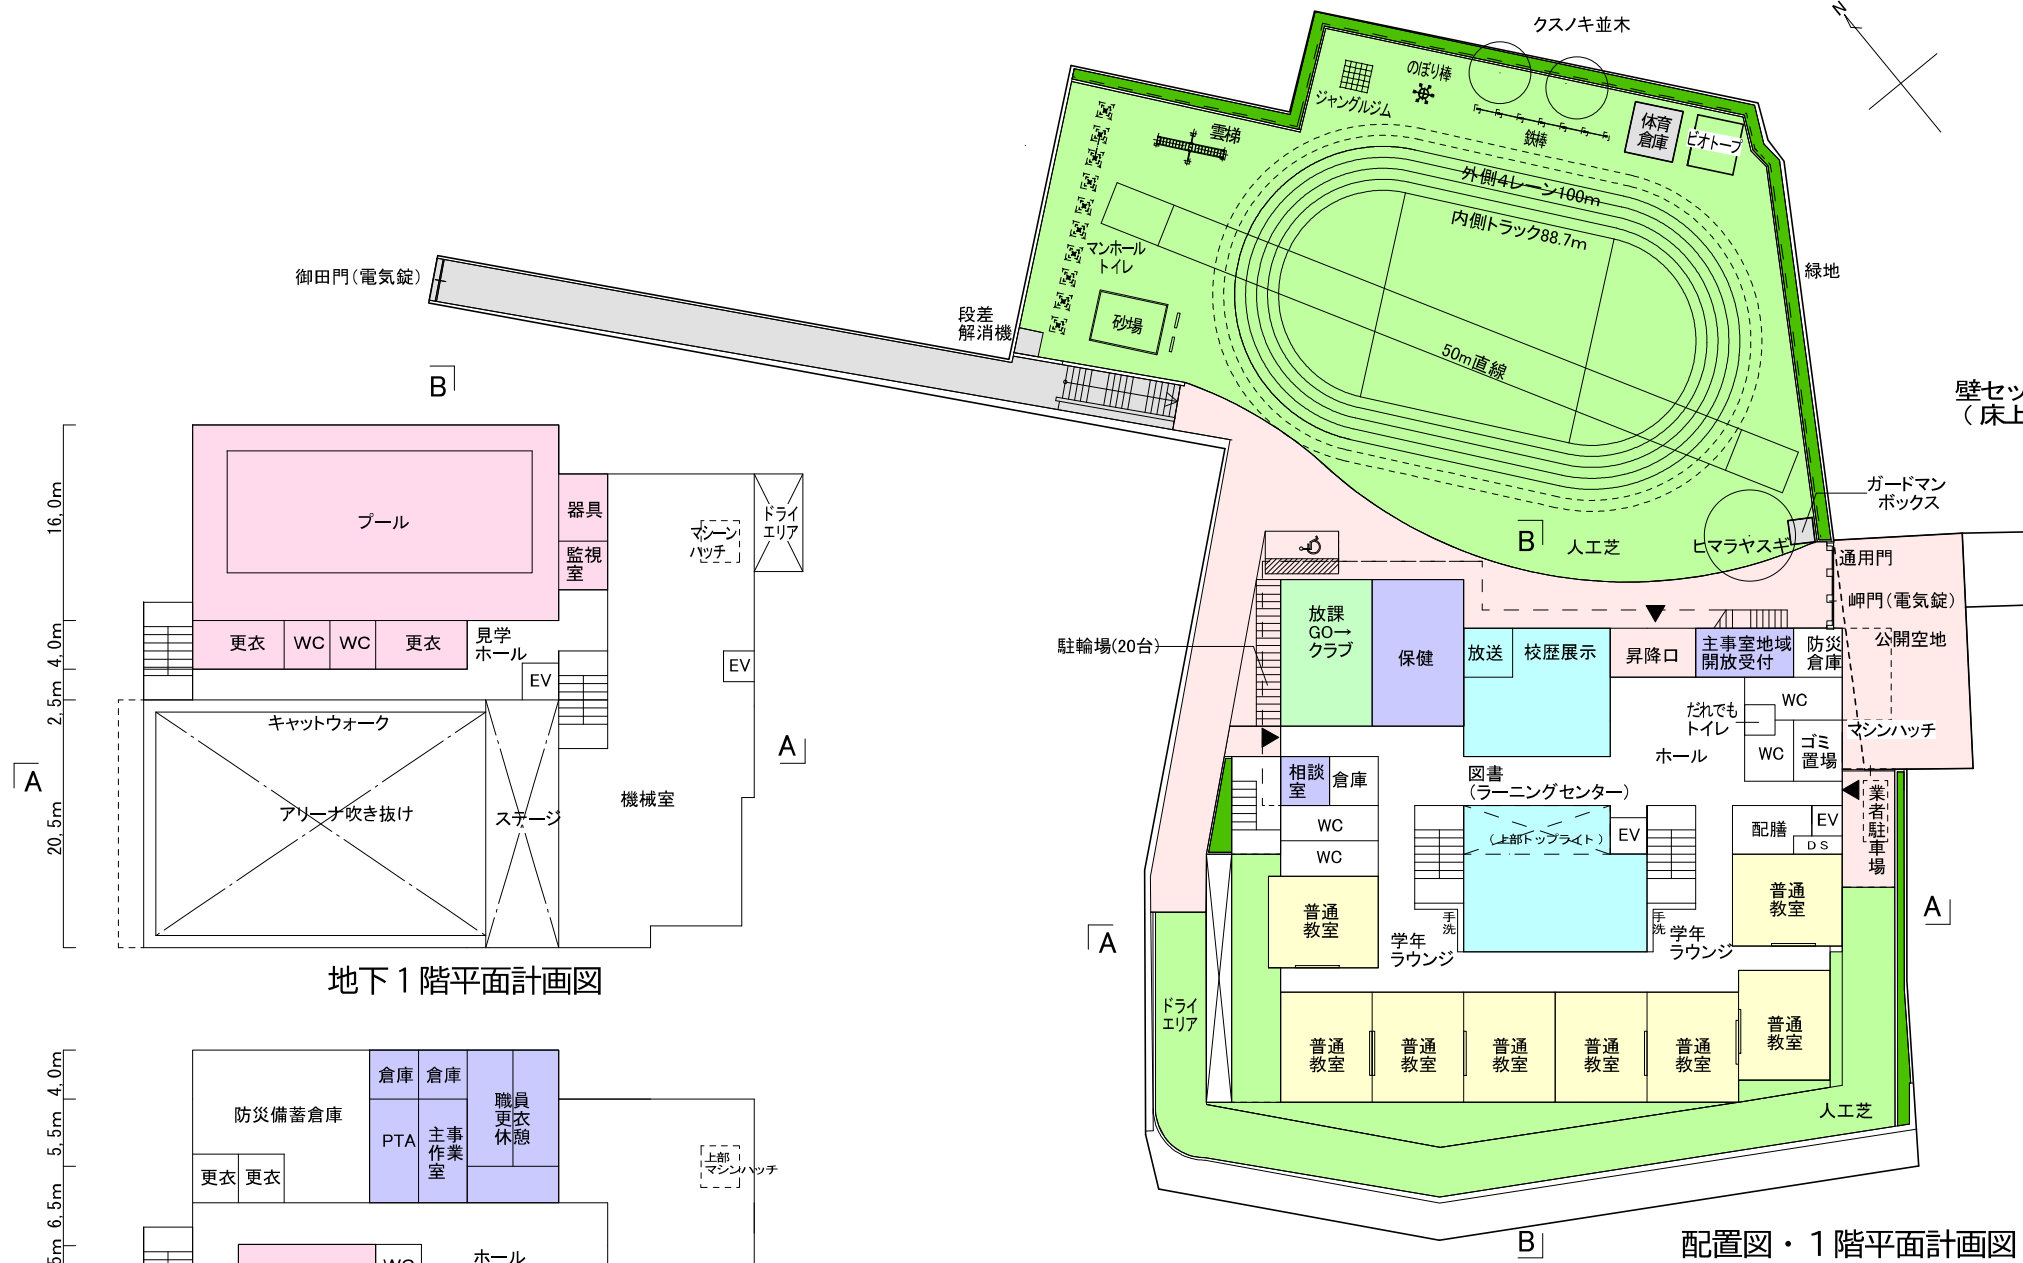 クスノキ並木
N
のぼり棒
ジャングルジム
雲梯
鉄棒
体育
倉庫
ビオトープ
外側4レーン100m
内側トラック88.7m
マンホール
トイレ
緑地
御田門(電気錠)
段差
解消機
砂場
50m直線
壁セッ
(床上
ガードマン
ボックス
B
人工芝
ヒマラヤスギ
通用門
岬門(電気錠)
公開空地
駐輪場(20台)
放課
GO→
クラブ
保健
放送
校歴展示
昇降口
主事室地域
開放受付
防災
倉庫
WC
だれでも
トイレ
WC
ゴミ
置場
マシンハッチ
ホール
相談
室
倉庫
図書
(ラーニングセンター)
WC
WC
(上部トップライト)
EV
配膳
EV
DS
業者駐車場
普通
教室
手洗
学年
ラウンジ
手洗
学年
ラウンジ
普通
教室
A
A
ドライ
エリア
普通
教室
普通
教室
普通
教室
普通
教室
普通
教室
普通
教室
人工芝
B
配置図・1階平面計画図
B
16,0m
4,0m
2,5m
20,5m
プール
器具
監視
室
マシーン
ハッチ
ドライ
エリア
更衣
WC
WC
更衣
見学
ホール
EV
EV
A
A
キャットウォーク
アリーナ吹き抜け
ステージ
機械室
地下1階平面計画図
4,0m
5,5m
6,5m
防災備蓄倉庫
倉庫
倉庫
PTA
主事
作業
室
職員
更衣
休憩
更衣
更衣
上部
マシンハッチ
WC
ホール